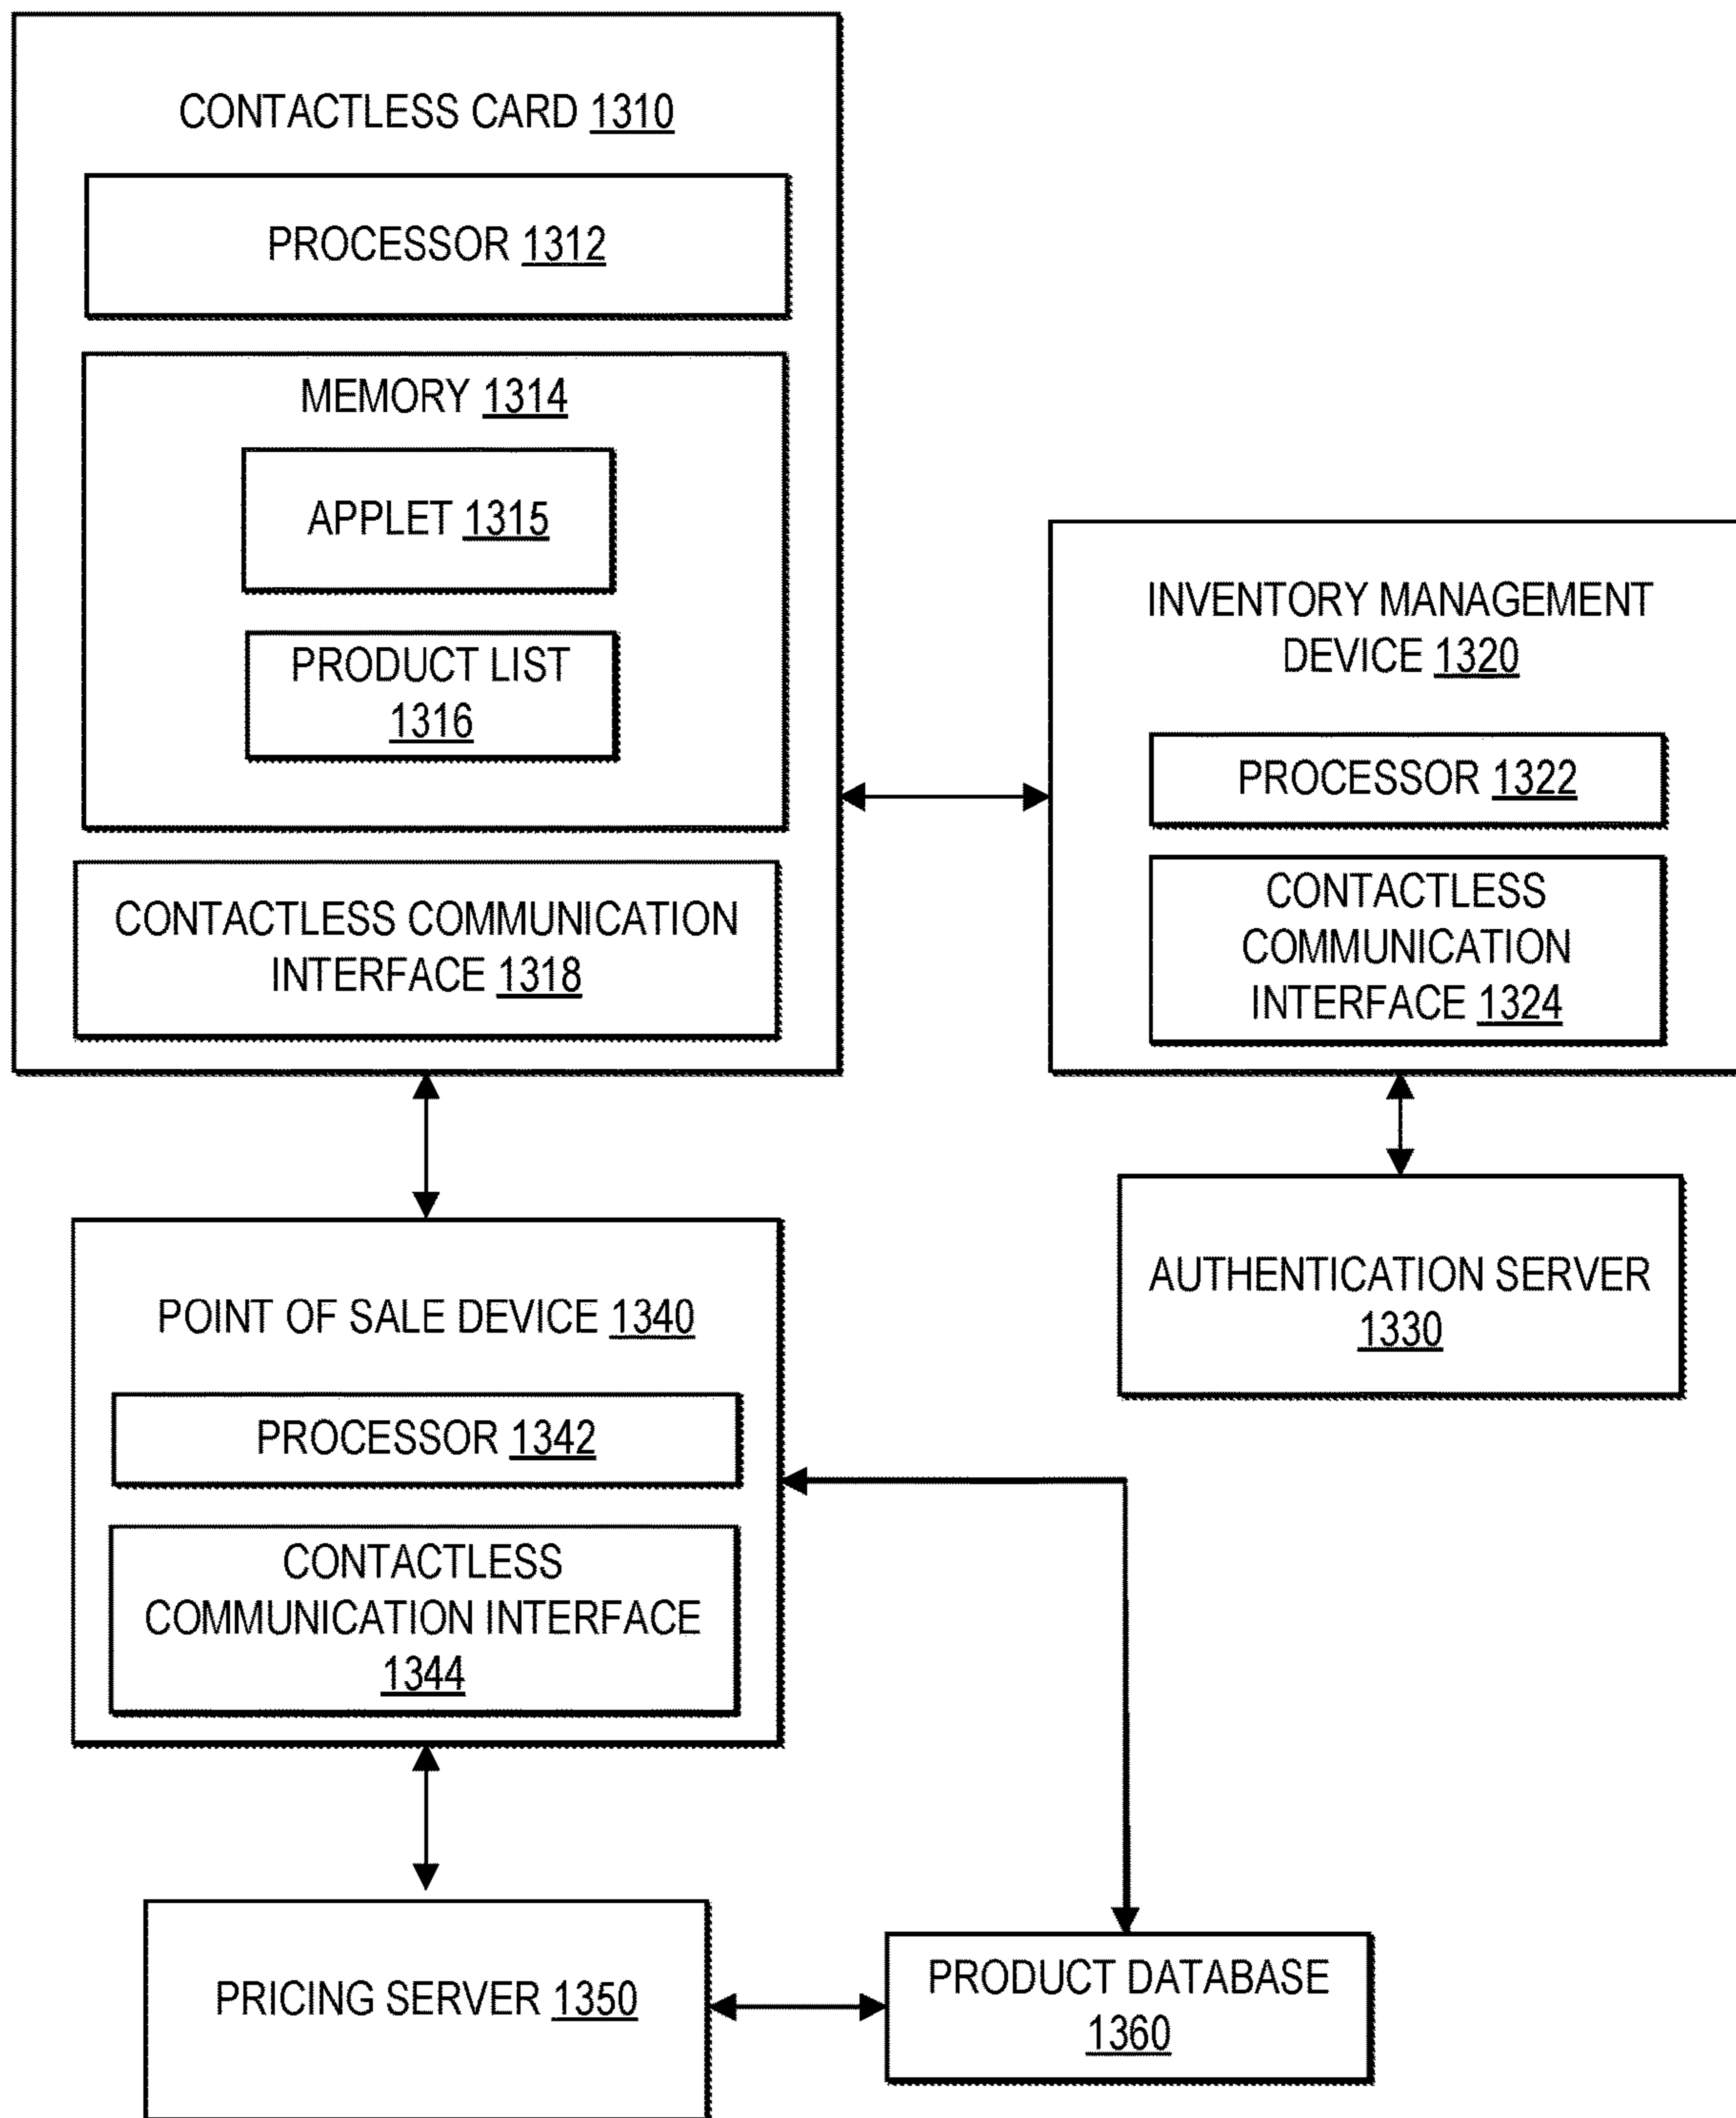 CONTACTLESS CARD 1310
PROCESSOR 1312
MEMORY 1314
APPLET 1315
PRODUCT LIST
1316
CONTACTLESS COMMUNICATION
INTERFACE 1318
INVENTORY MANAGEMENT
DEVICE 1320
PROCESSOR 1322
CONTACTLESS
COMMUNICATION
INTERFACE 1324
AUTHENTICATION SERVER
1330
POINT OF SALE DEVICE 1340
PROCESSOR 1342
CONTACTLESS
COMMUNICATION INTERFACE
1344
PRICING SERVER 1350
PRODUCT DATABASE
1360